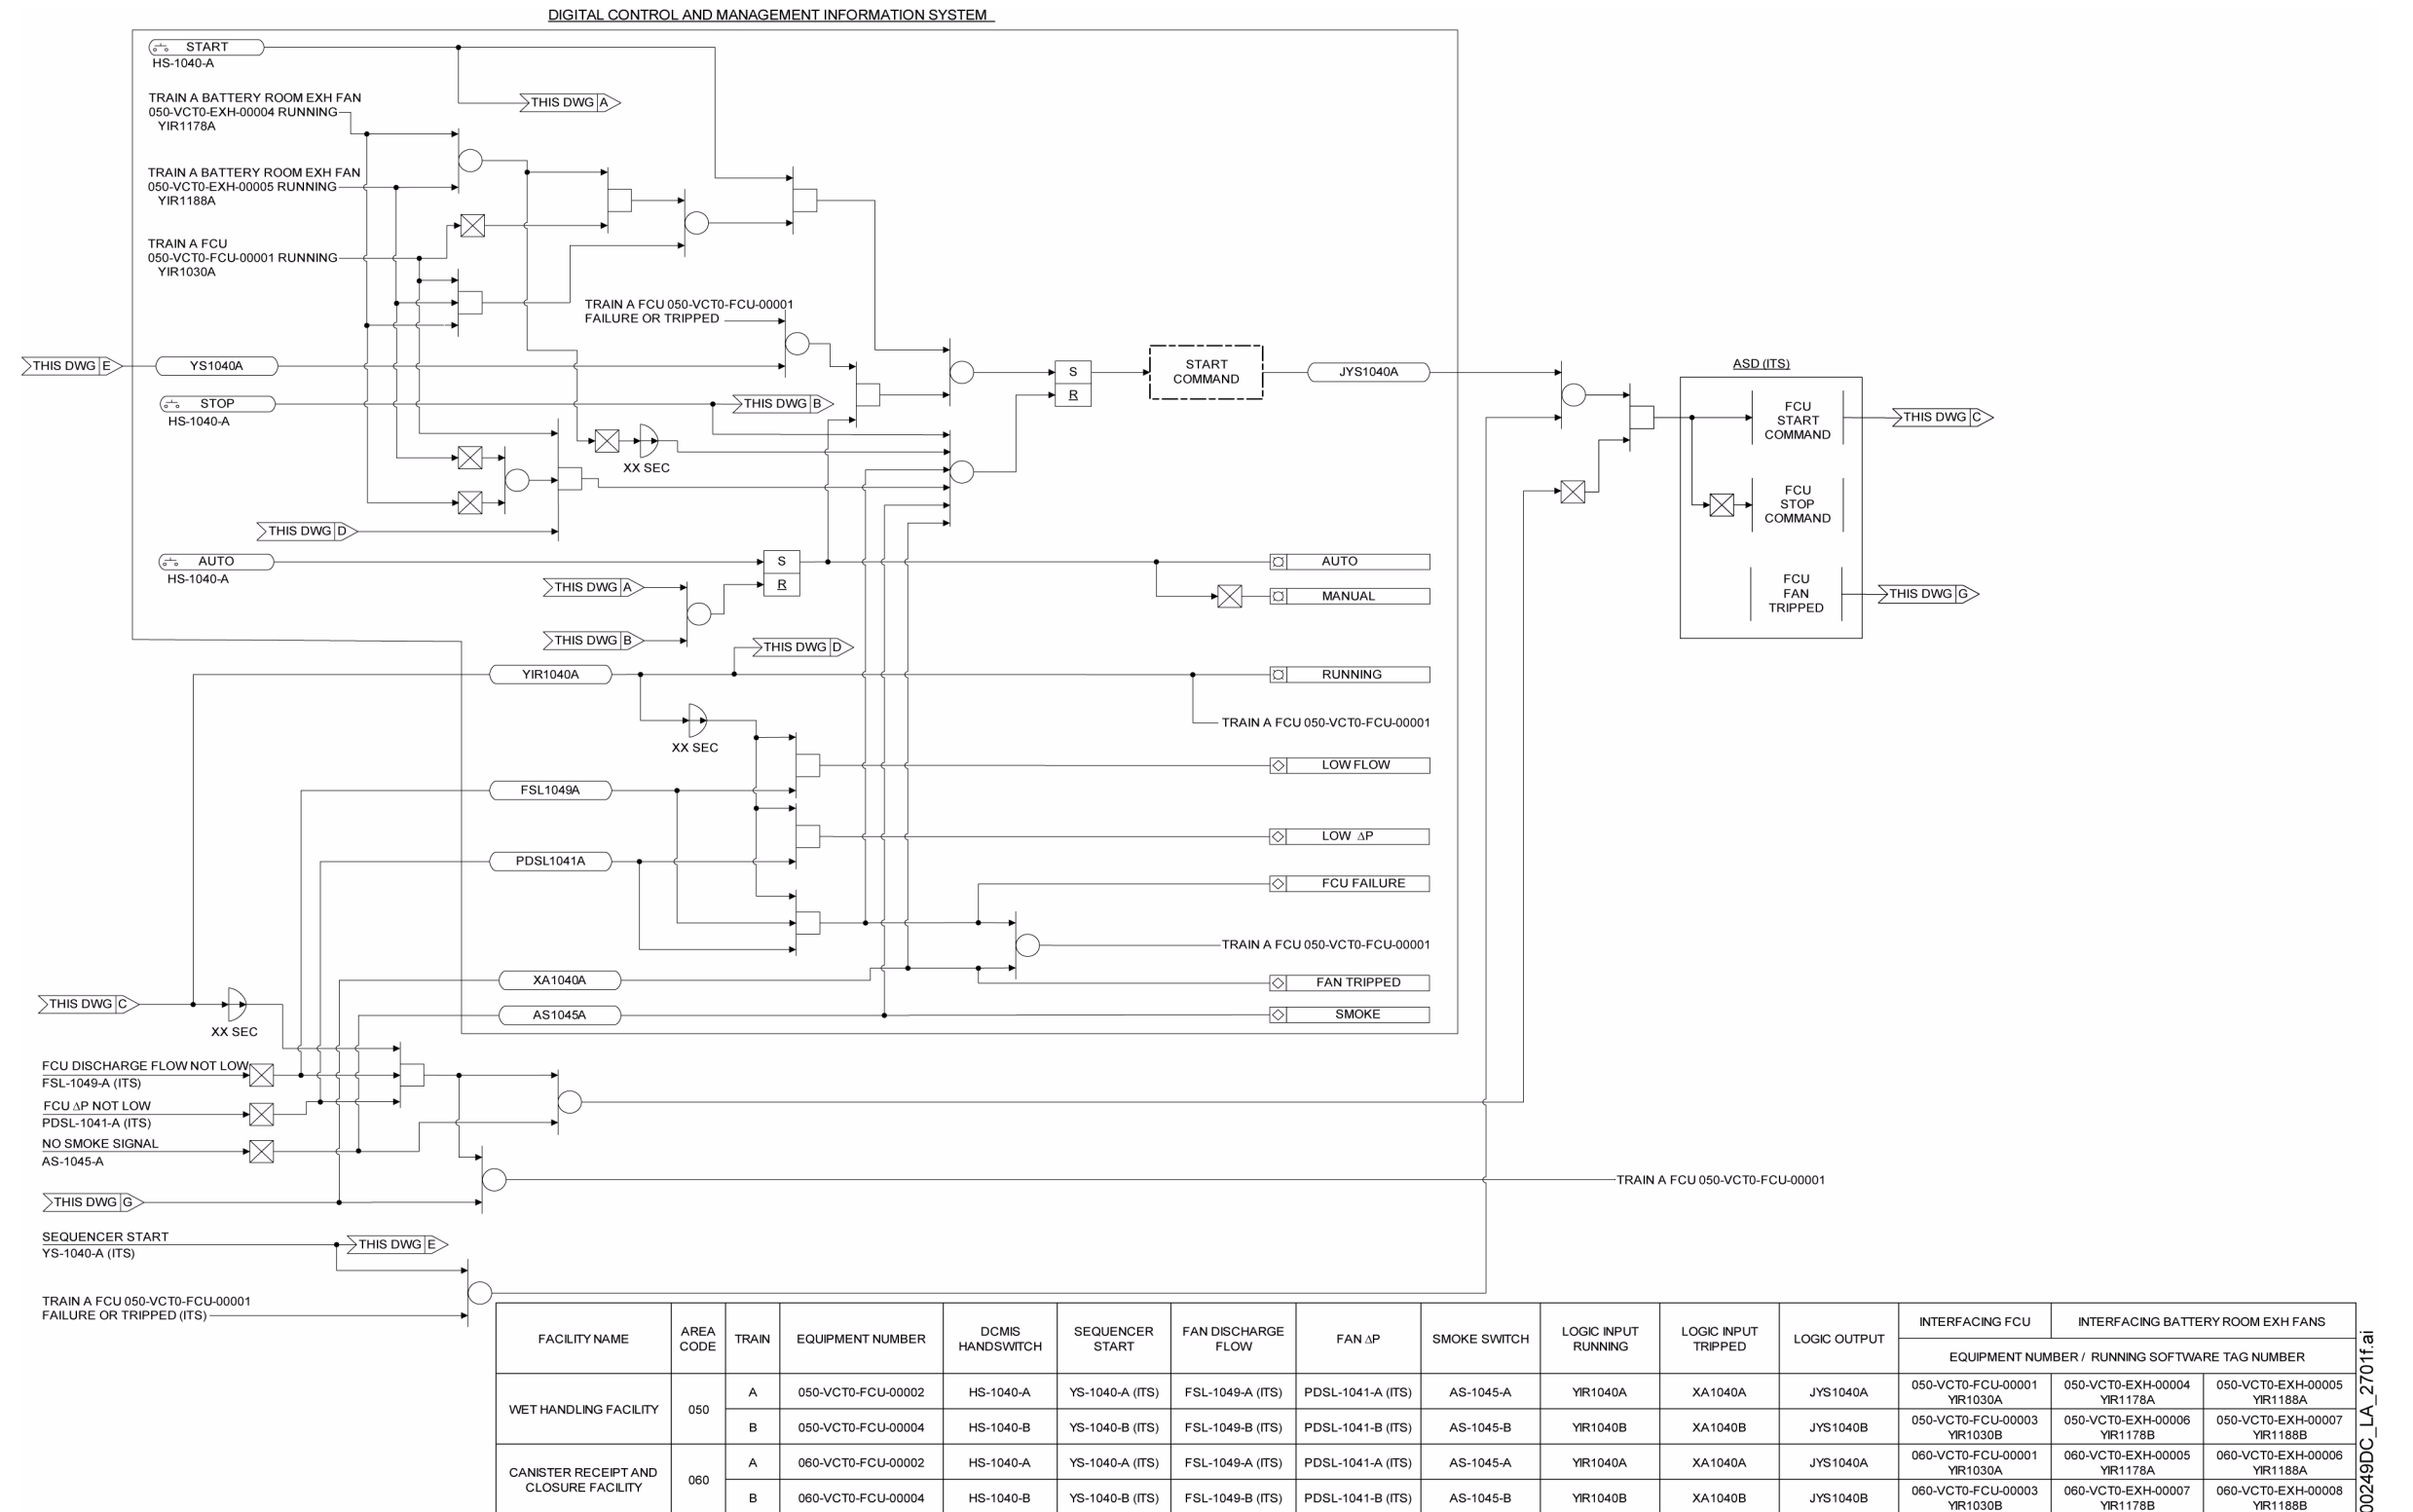 DIGITAL CONTROL AND MANAGEMENT INFORMATION SYSTEM
START
HS-1040-A
THIS DWG A
TRAIN A BATTERY ROOM EXH FAN
050-VCT0-EXH-00004 RUNNING
YIR1178A
TRAIN A BATTERY ROOM EXH FAN
050-VCT0-EXH-00005 RUNNING
YIR1188A
TRAIN A FCU
050-VCT0-FCU-00001 RUNNING
YIR1030A
TRAIN A FCU 050-VCT0-FCU-00001
FAILURE OR TRIPPED
THIS DWG E
YS1040A
STOP
HS-1040-A
THIS DWG B
XX SEC
THIS DWG D
S
R
START
COMMAND
JYS1040A
ASD (ITS)
FCU
START
COMMAND
THIS DWG C
FCU
STOP
COMMAND
FCU
FAN
TRIPPED
THIS DWG G
AUTO
HS-1040-A
S
R
THIS DWG A
THIS DWG B
AUTO
MANUAL
THIS DWG D
YIR1040A
RUNNING
TRAIN A FCU 050-VCT0-FCU-00001
XX SEC
LOW FLOW
FSL1049A
LOW ΔP
PDSL1041A
FCU FAILURE
TRAIN A FCU 050-VCT0-FCU-00001
XA1040A
FAN TRIPPED
AS1045A
SMOKE
THIS DWG C
XX SEC
FCU DISCHARGE FLOW NOT LOW
FSL-1049-A (ITS)
FCU ΔP NOT LOW
PDSL-1041-A (ITS)
NO SMOKE SIGNAL
AS-1045-A
THIS DWG G
TRAIN A FCU 050-VCT0-FCU-00001
SEQUENCER START
YS-1040-A (ITS)
THIS DWG E
TRAIN A FCU 050-VCT0-FCU-00001
FAILURE OR TRIPPED (ITS)
FACILITY NAME
AREA
CODE
TRAIN
EQUIPMENT NUMBER
DCMIS
HANDSWITCH
SEQUENCER
START
FAN DISCHARGE
FLOW
FAN ΔP
SMOKE SWITCH
LOGIC INPUT
RUNNING
LOGIC INPUT
TRIPPED
LOGIC OUTPUT
INTERFACING FCU
INTERFACING BATTERY ROOM EXH FANS
EQUIPMENT NUMBER / RUNNING SOFTWARE TAG NUMBER
WET HANDLING FACILITY
050
A 050-VCT0-FCU-00002 HS-1040-A YS-1040-A (ITS) FSL-1049-A (ITS) PDSL-1041-A (ITS) AS-1045-A YIR1040A XA1040A JYS1040A
050-VCT0-FCU-00001 050-VCT0-EXH-00004 050-VCT0-EXH-00005
YIR1030A YIR1178A YIR1188A
B 050-VCT0-FCU-00004 HS-1040-B YS-1040-B (ITS) FSL-1049-B (ITS) PDSL-1041-B (ITS) AS-1045-B YIR1040B XA1040B JYS1040B
050-VCT0-FCU-00003 050-VCT0-EXH-00006 050-VCT0-EXH-00007
YIR1030B YIR1178B YIR1188B
CANISTER RECEIPT AND
CLOSURE FACILITY
060
A 060-VCT0-FCU-00002 HS-1040-A YS-1040-A (ITS) FSL-1049-A (ITS) PDSL-1041-A (ITS) AS-1045-A YIR1040A XA1040A JYS1040A
060-VCT0-FCU-00001 060-VCT0-EXH-00005 060-VCT0-EXH-00006
YIR1030A YIR1178A YIR1188A
B 060-VCT0-FCU-00004 HS-1040-B YS-1040-B (ITS) FSL-1049-B (ITS) PDSL-1041-B (ITS) AS-1045-B YIR1040B XA1040B JYS1040B
060-VCT0-FCU-00003 060-VCT0-EXH-00007 060-VCT0-EXH-00008
YIR1030B YIR1178B YIR1188B
00249DC_LA_2701f.ai